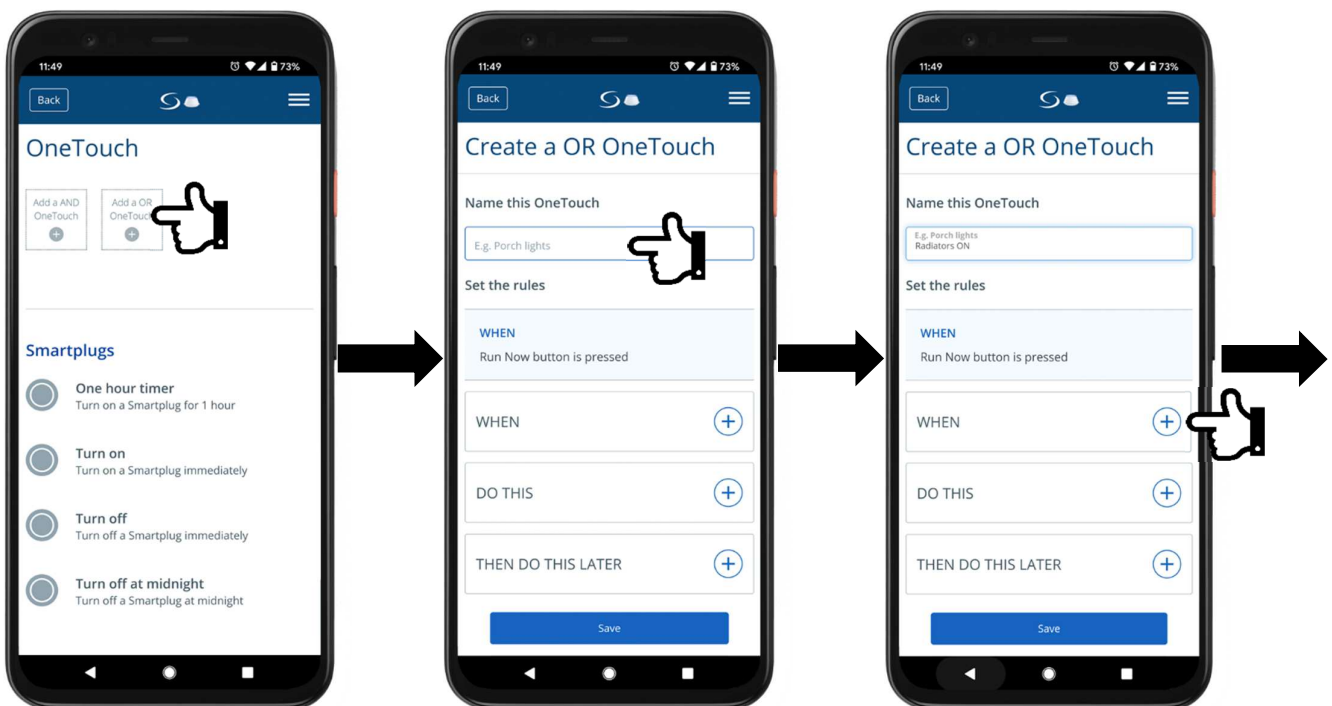 11:49
73%
Back
OneTouch
Add a AND
OneTouch
Add a OR
OneTouch
Smartplugs
One hour timer
Turn on a Smartplug for 1 hour
Turn on
Turn on a Smartplug immediately
Turn off
Turn off a Smartplug immediately
Turn off at midnight
Turn off a Smartplug at midnight
11:49
73%
Back
Create a OR OneTouch
Name this OneTouch
E.g. Porch lights
Set the rules
WHEN
Run Now button is pressed
WHEN
DO THIS
THEN DO THIS LATER
Save
11:49
73%
Back
Create a OR OneTouch
Name this OneTouch
E.g. Porch lights
Radiators ON
Set the rules
WHEN
Run Now button is pressed
WHEN
DO THIS
THEN DO THIS LATER
Save